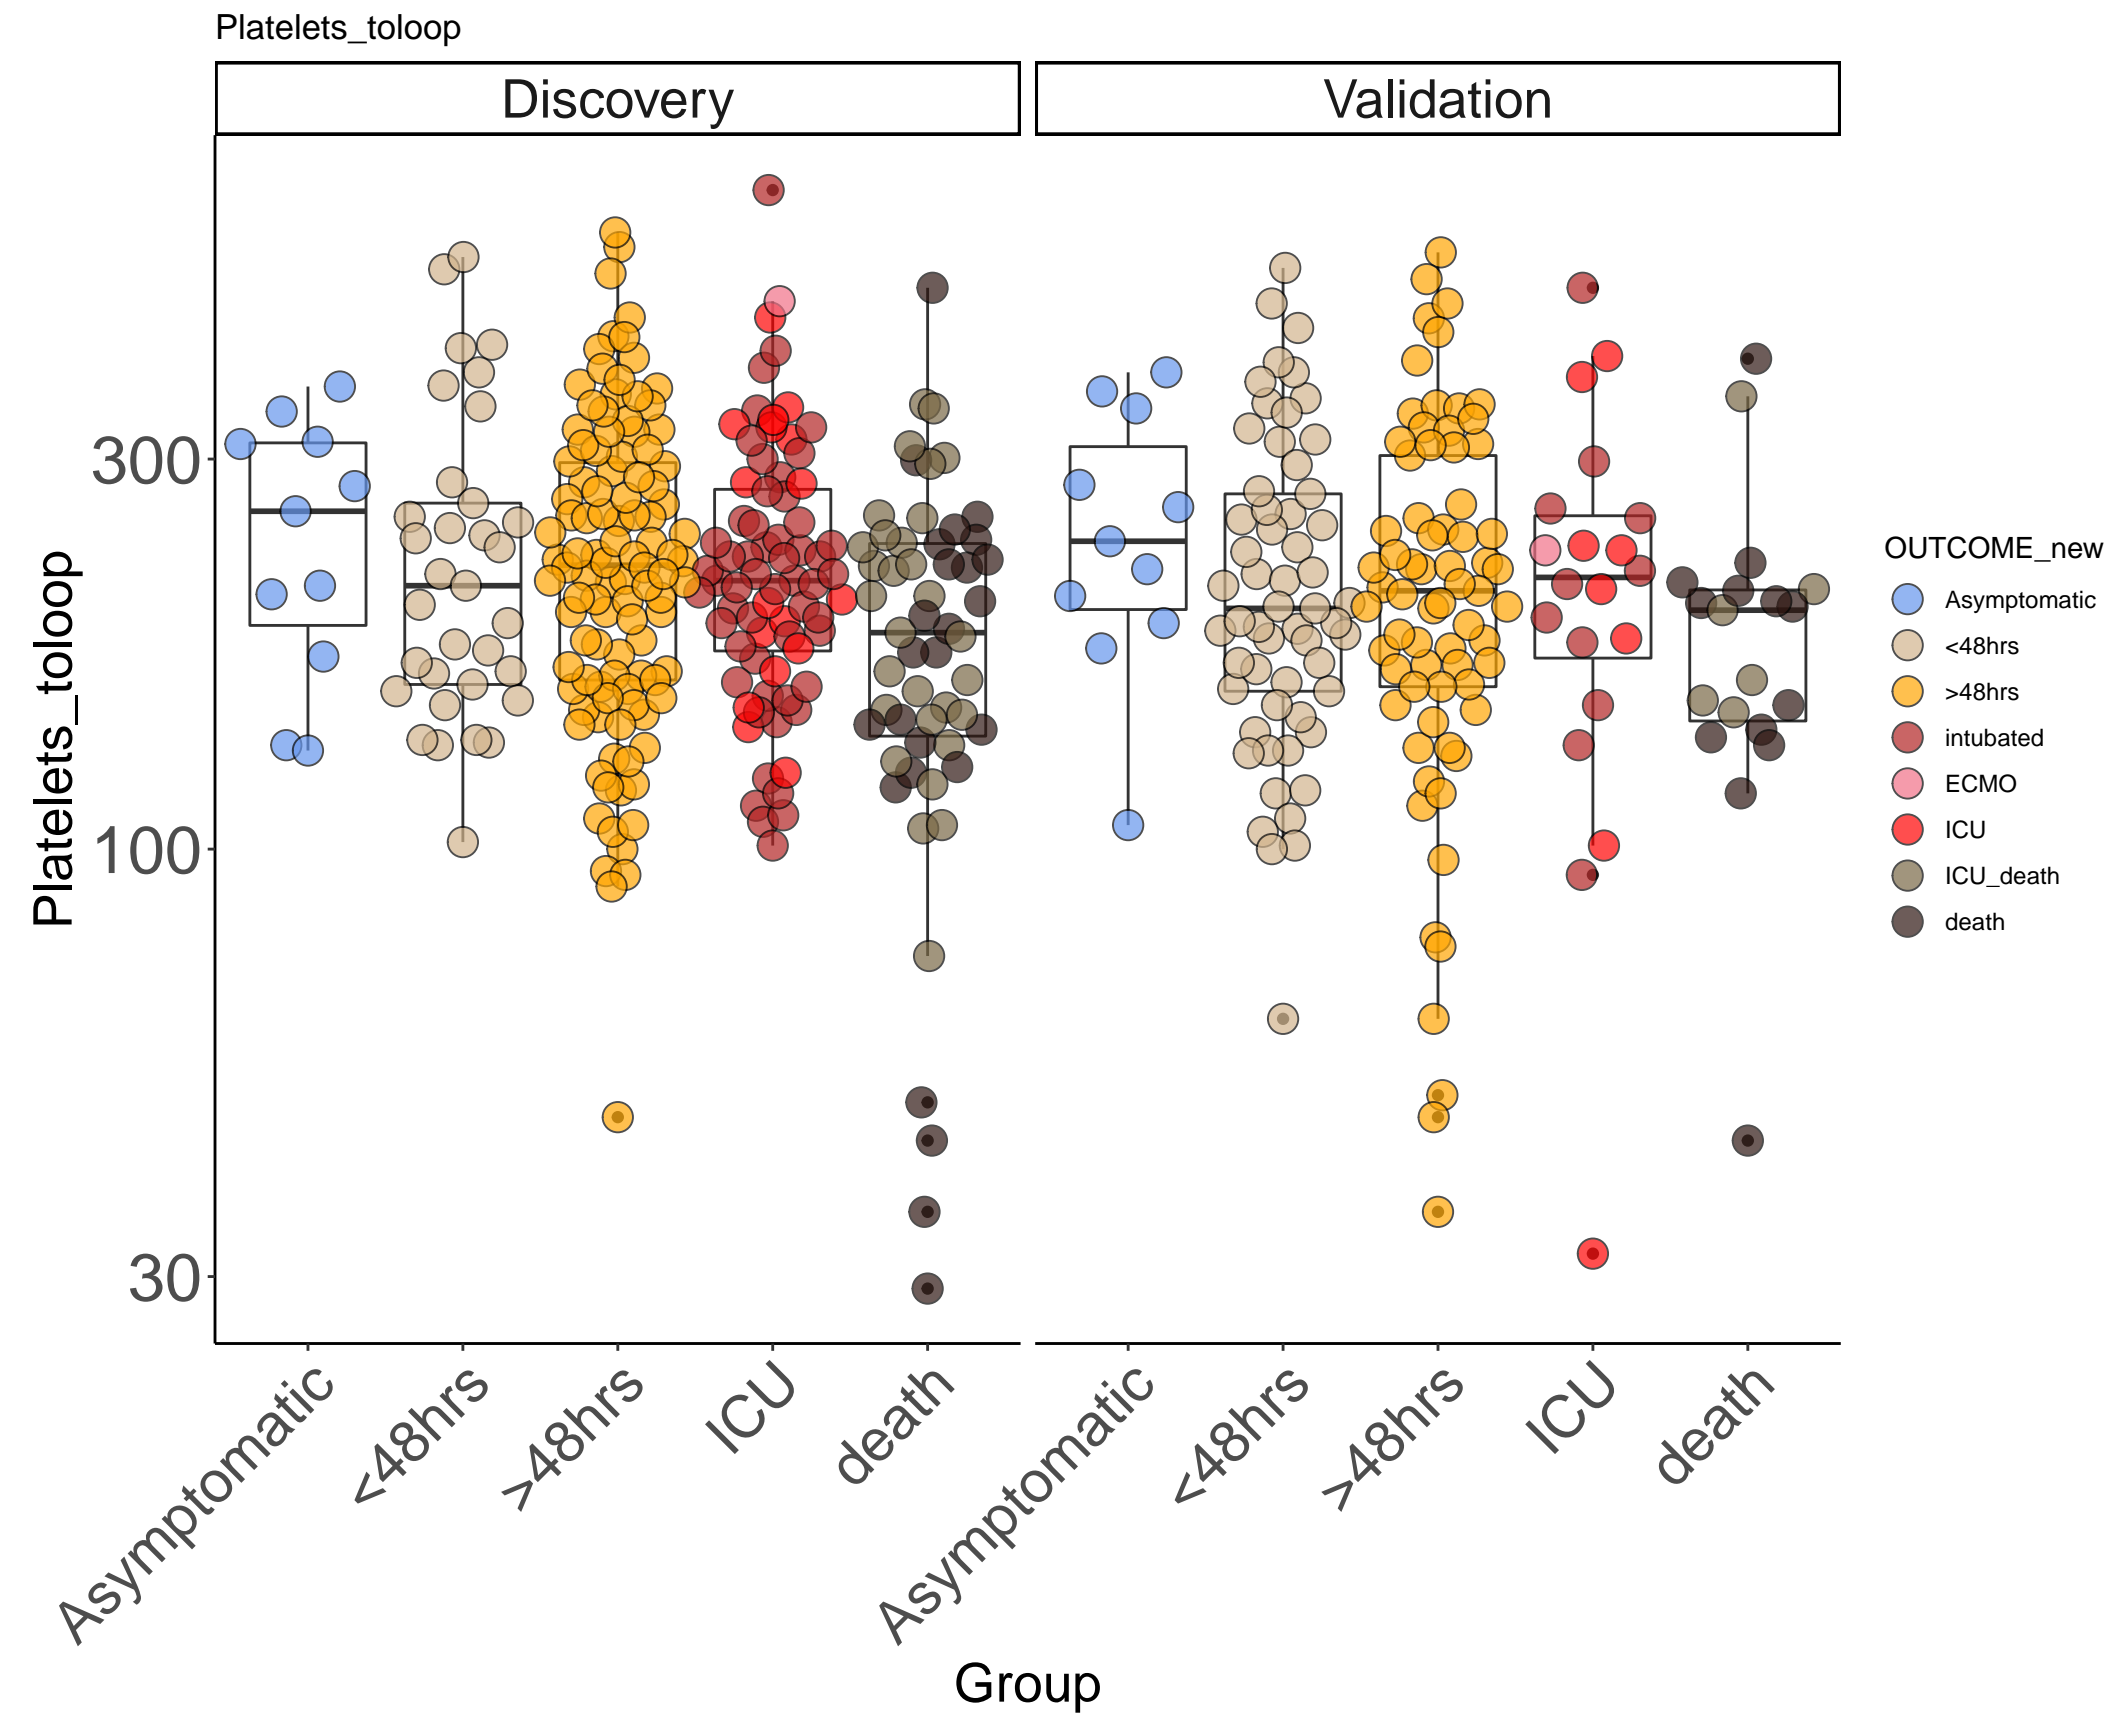 Platelets_toloop
Discovery
Validation
Platelets_toloop
300
100
30
Asymptomatic
<48hrs
>48hrs
ICU
death
Asymptomatic
<48hrs
>48hrs
ICU
death
Group
OUTCOME_new
Asymptomatic
<48hrs
>48hrs
intubated
ECMO
ICU
ICU_death
death